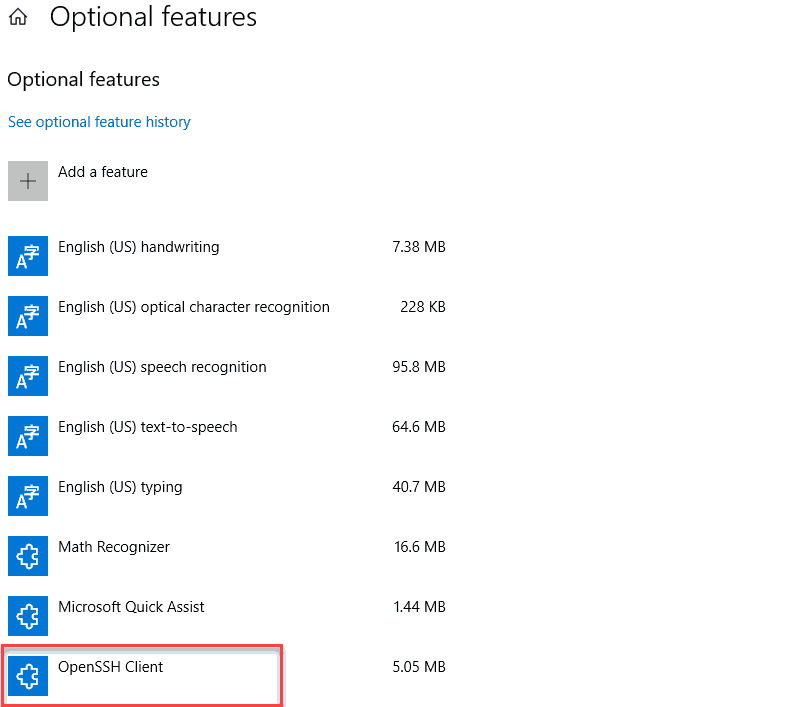 Optional features
Optional features
See optional feature history
Add a feature
English (US) handwriting 7.38 MB
English (US) optical character recognition 228 KB
English (US) speech recognition 95.8 MB
English (US) text-to-speech 64.6 MB
English (US) typing 40.7 MB
Math Recognizer 16.6 MB
Microsoft Quick Assist 1.44 MB
OpenSSH Client 5.05 MB